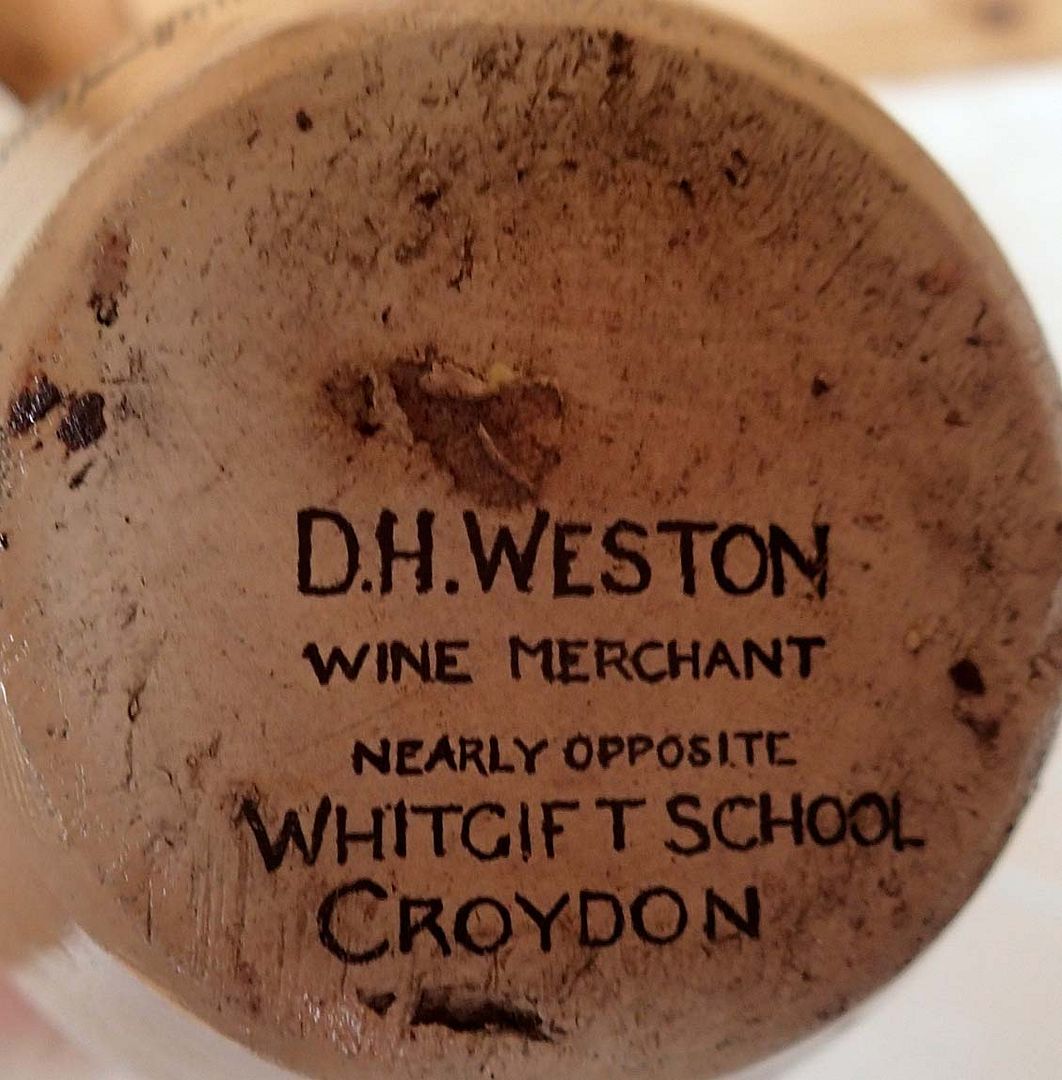 D.H. WESTON
WINE MERCHANT
NEARLY OPPOSITE
WHITGIFT SCHOOL
CROYDON